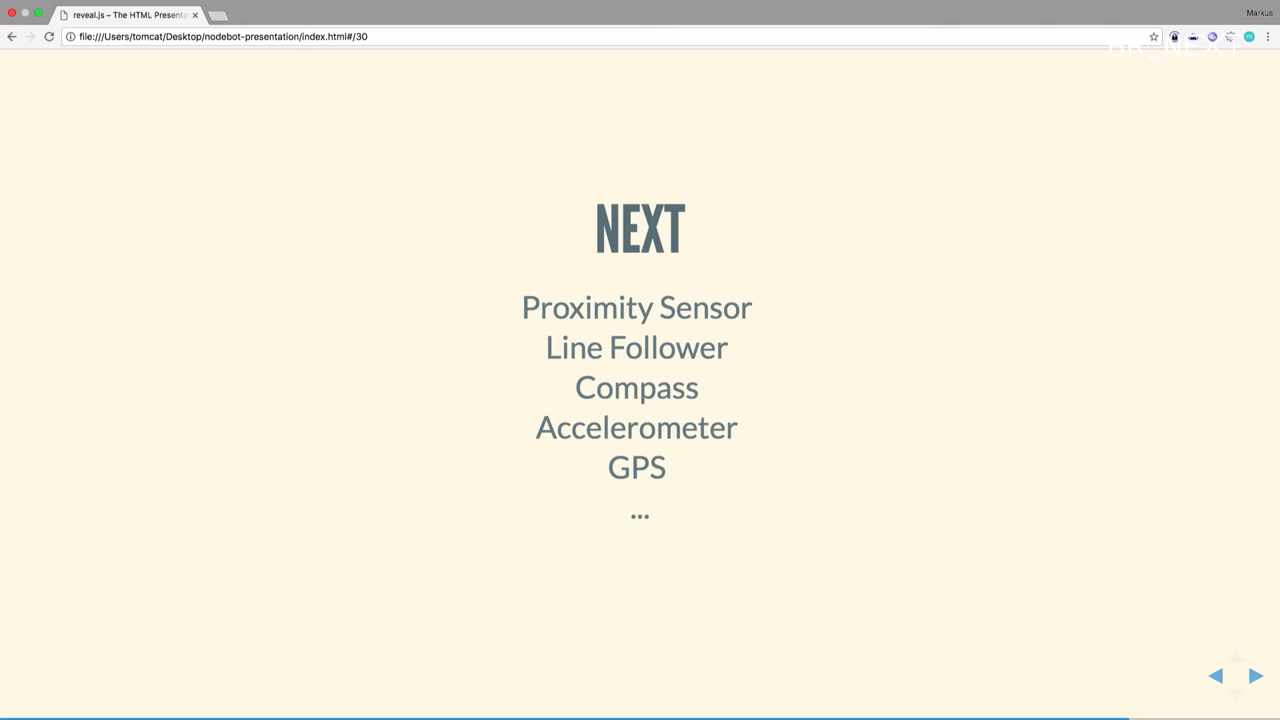 reveal.js – The HTML Presenta
Markus
file:///Users/tomcat/Desktop/nodebot-presentation/index.html#/30
NEXT
Proximity Sensor
Line Follower
Compass
Accelerometer
GPS
...